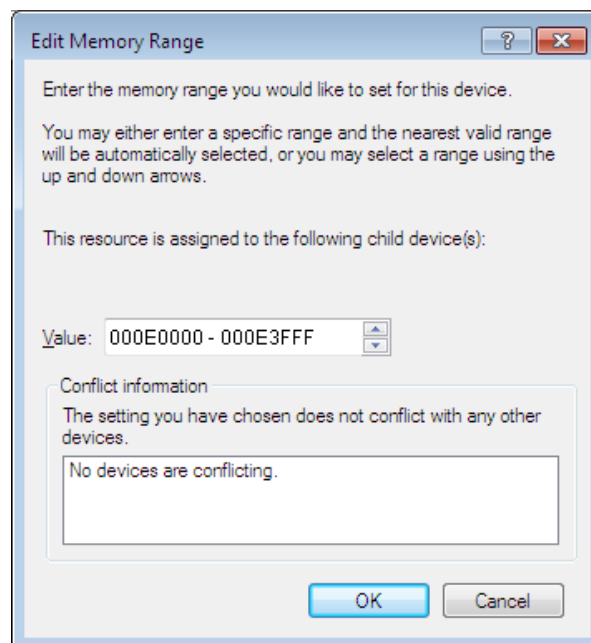 Edit Memory Range
Enter the memory range you would like to set for this device.
You may either enter a specific range and the nearest valid range
will be automatically selected, or you may select a range using the
up and down arrows.
This resource is assigned to the following child device(s):
Value: 000E0000 - 000E3FFF
Conflict information
The setting you have chosen does not conflict with any other
devices.
No devices are conflicting.
OK Cancel